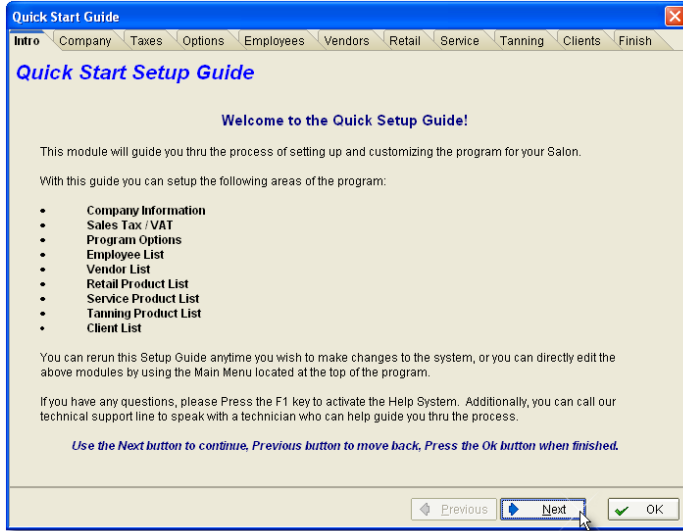 Quick Start Guide
Intro Company Taxes Options Employees Vendors Retail Service Tanning Clients Finish
Quick Start Setup Guide
Welcome to the Quick Setup Guide!
This module will guide you thru the process of setting up and customizing the program for your Salon.
With this guide you can setup the following areas of the program:
• Company Information
• Sales Tax / VAT
• Program Options
• Employee List
• Vendor List
• Retail Product List
• Service Product List
• Tanning Product List
• Client List
You can rerun this Setup Guide anytime you wish to make changes to the system, or you can directly edit the
above modules by using the Main Menu located at the top of the program.
If you have any questions, please Press the F1 key to activate the Help System. Additionally, you can call our
technical support line to speak with a technician who can help guide you thru the process.
Use the Next button to continue, Previous button to move back, Press the Ok button when finished.
Previous Next OK